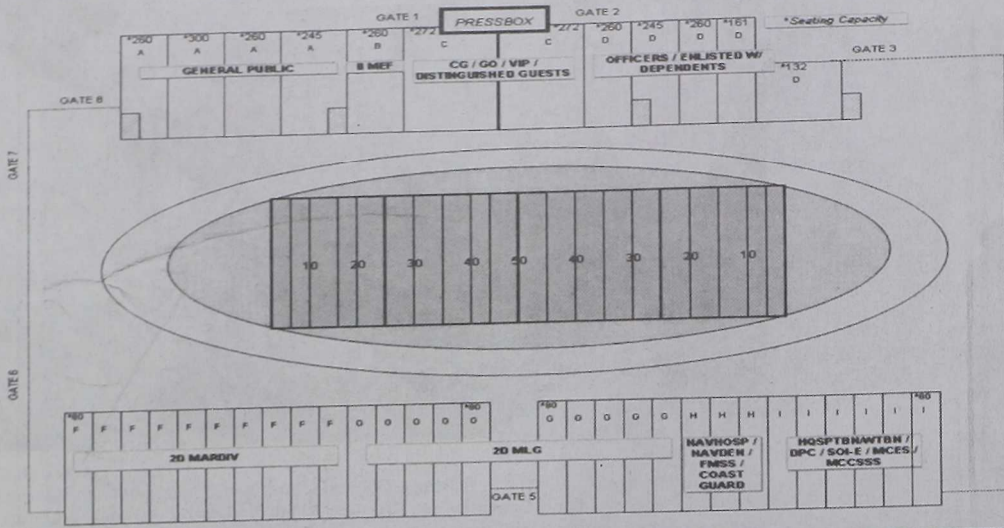 GATE 1
PRESSBOX
GATE 2
*Seating Capacity
*260 *300 *260 *245 *260 *272 *272 *260 *245 *260 *161
A A A A B C C D D D D
GATE 3
GENERAL PUBLIC
II MEF
CG / GO / VIP /
DISTINGUISHED GUESTS
OFFICERS / ENLISTED W/
DEPENDENTS
*132
D
GATE 8
GATE 7
10 20 30 40 50 40 30 20 10
GATE 6
*80 *80 *80 *80
F F F F F F F F F F G G G G G G G G G G H H H I I I I I I
2D MARDIV
2D MLG
NAVHOSP /
NAVDEN /
FMSS /
COAST
GUARD
HQSPTBN/WTBN /
DPC / SOI-E / MCES /
MCCSSS
GATE 5